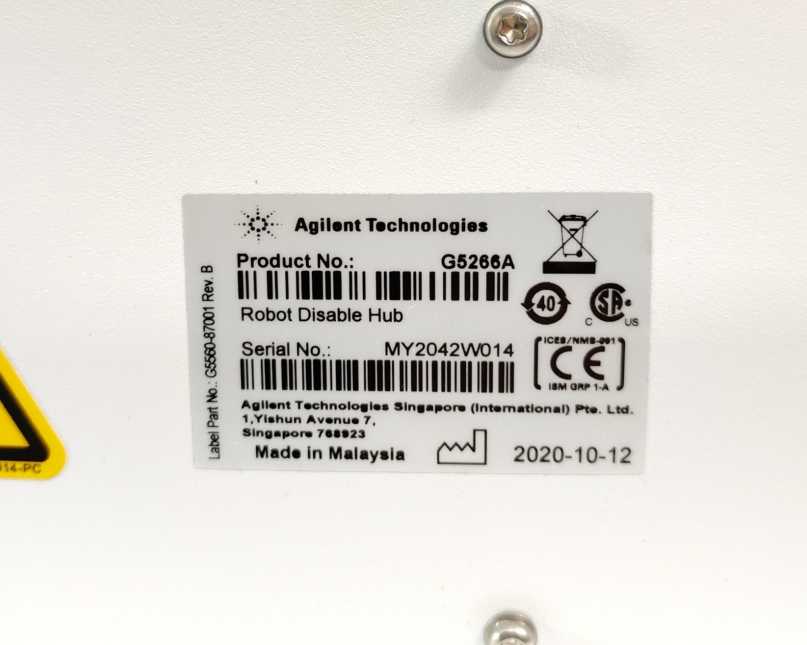 Agilent Technologies
Product No.: G5266A
Robot Disable Hub
40
C US
Serial No.: MY2042W014
ICES/NMB-001
CE
ISM GRP 1-A
Agilent Technologies Singapore (International) Pte. Ltd.
1,Yishun Avenue 7,
Singapore 768923
Made in Malaysia
2020-10-12
Label Part No.: G5560-87001 Rev. B
14-PC